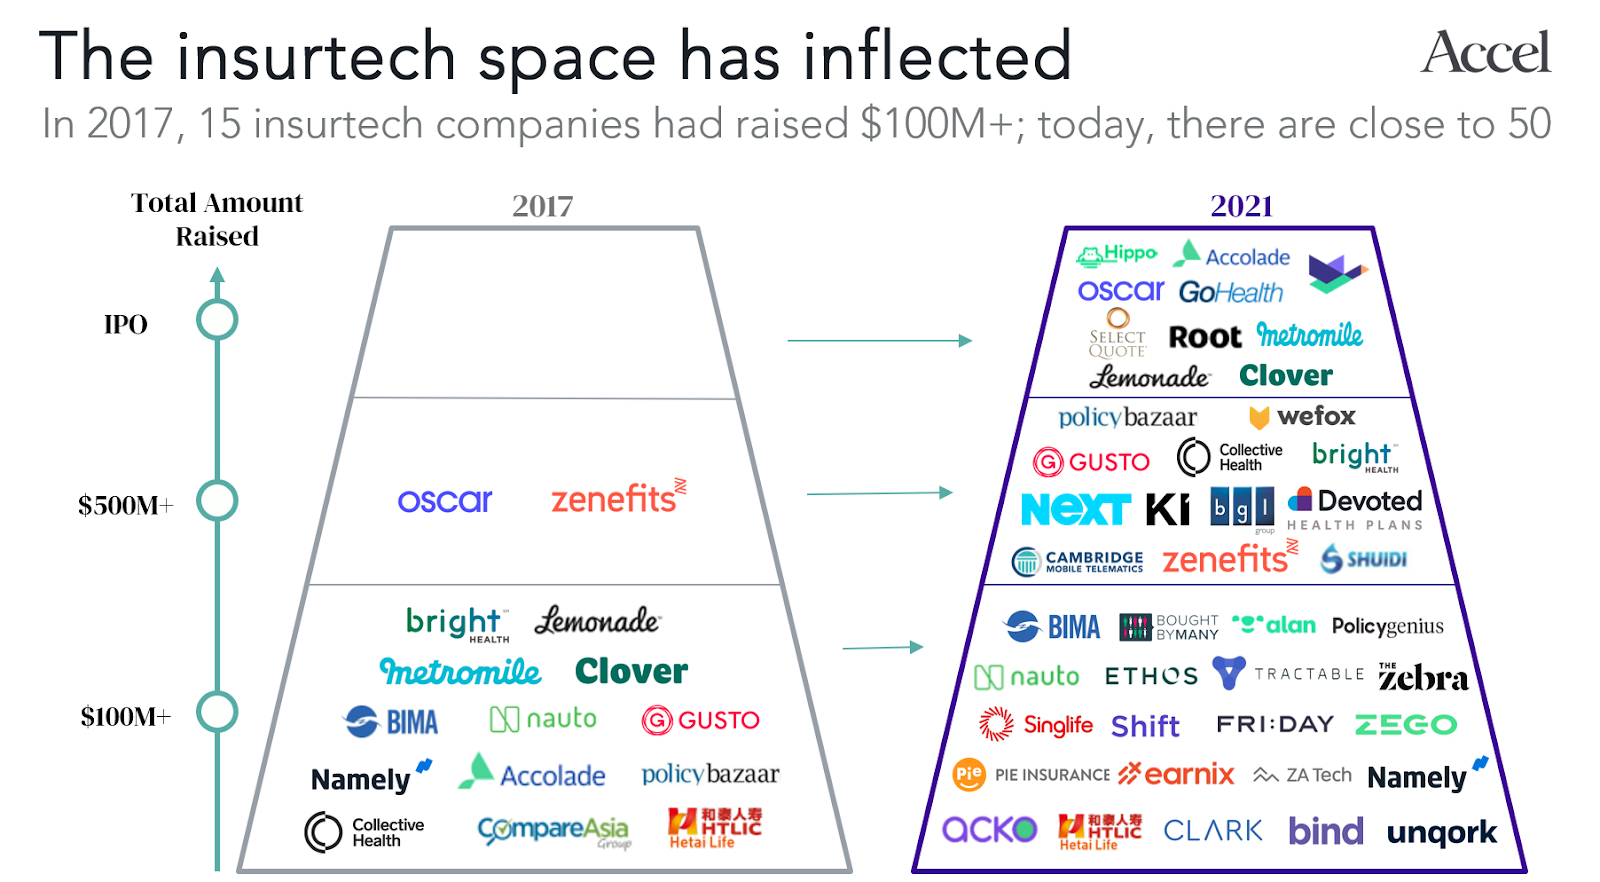 The insurtech space has inflected
Accel
In 2017, 15 insurtech companies had raised $100M+; today, there are close to 50
Total Amount
Raised
IPO
$500M+
$100M+
2017
oscar
zenefits
bright
HEALTH
Lemonade
metromile
Clover
BIMA
nauto
G GUSTO
Namely
Accolade
policybazaar
Collective
Health
CompareAsia
Group
和泰人寿
HTLIC
Hetai Life
2021
Hippo
Accolade
oscar
GoHealth
SELECT
QUOTE
Root
metromile
Lemonade
Clover
policybazaar
wefox
G GUSTO
Collective
Health
bright
HEALTH
NEXT
Ki
bgl
group
Devoted
HEALTH PLANS
CAMBRIDGE
MOBILE TELEMATICS
zenefits
SHUIDI
BIMA
BOUGHT
BYMANY
alan
Policygenius
nauto
ETHOS
TRACTABLE
THE
Zebra
Singlife
Shift
FRI:DAY
ZEGO
Pie
PIE INSURANCE
earnix
ZA Tech
Namely
ACKO
和泰人寿
HTLIC
Hetai Life
CLARK
bind
unqork